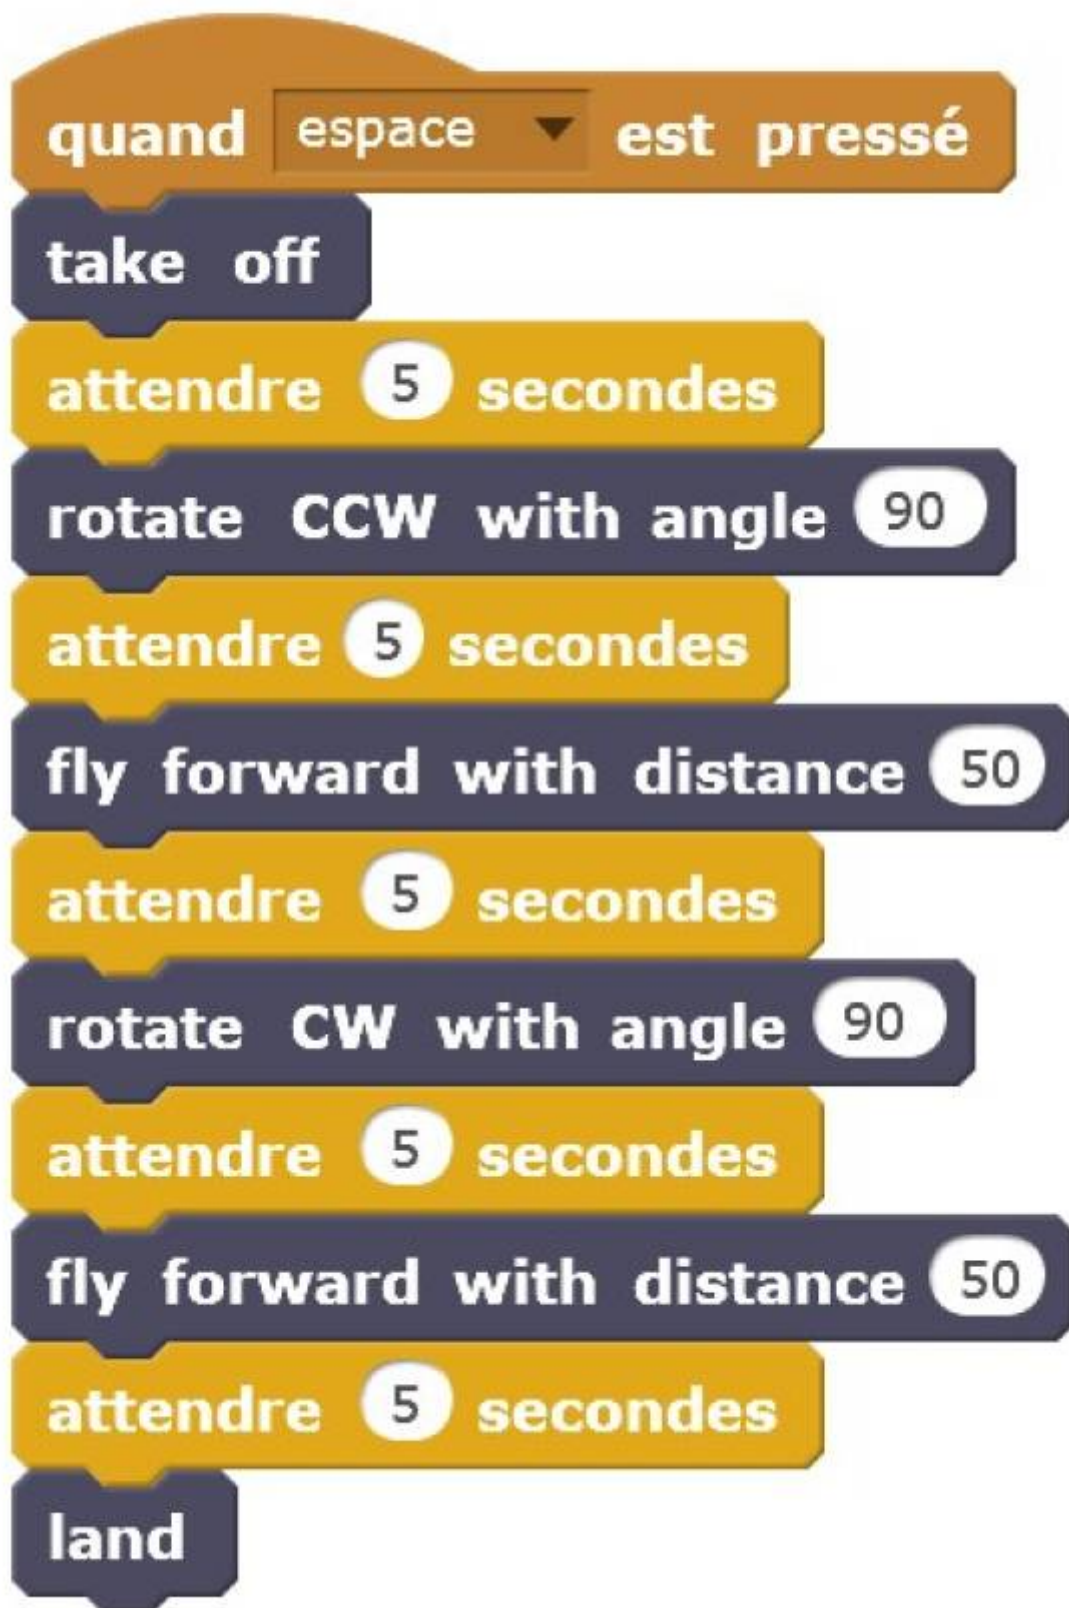 quand espace est pressé
take off
attendre 5 secondes
rotate CCW with angle 90
attendre 5 secondes
fly forward with distance 50
attendre 5 secondes
rotate CW with angle 90
attendre 5 secondes
fly forward with distance 50
attendre 5 secondes
land